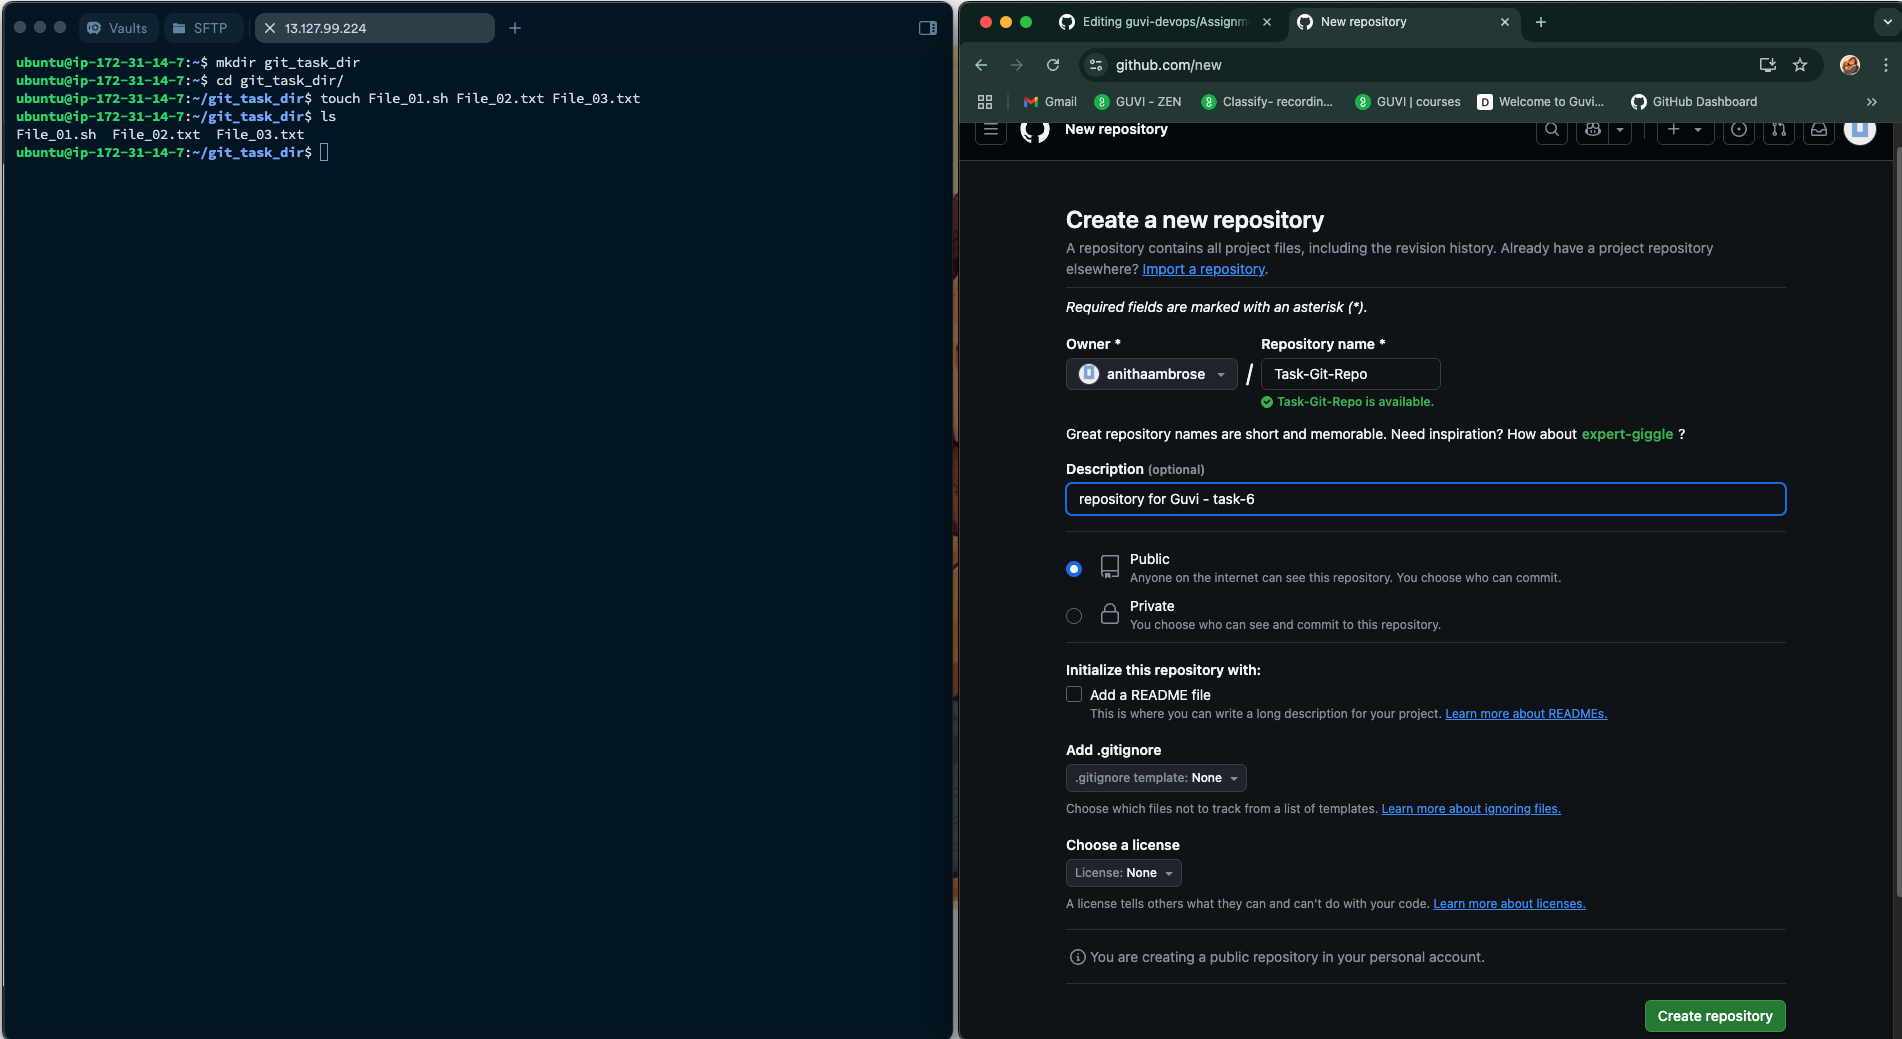 Vaults
SFTP
13.127.99.224
ubuntu@ip-172-31-14-7:~$ mkdir git_task_dir
ubuntu@ip-172-31-14-7:~$ cd git_task_dir/
ubuntu@ip-172-31-14-7:~/git_task_dir$ touch File_01.sh File_02.txt File_03.txt
ubuntu@ip-172-31-14-7:~/git_task_dir$ ls
File_01.sh  File_02.txt  File_03.txt
ubuntu@ip-172-31-14-7:~/git_task_dir$
Editing guvi-devops/Assignm
New repository
github.com/new
Gmail
GUVI - ZEN
Classify- recordin...
GUVI | courses
Welcome to Guvi...
GitHub Dashboard
New repository
Create a new repository
A repository contains all project files, including the revision history. Already have a project repository
elsewhere? Import a repository.
Required fields are marked with an asterisk (*).
Owner *
Repository name *
anithaambrose / Task-Git-Repo
Task-Git-Repo is available.
Great repository names are short and memorable. Need inspiration? How about expert-giggle ?
Description (optional)
repository for Guvi - task-6
Public
Anyone on the internet can see this repository. You choose who can commit.
Private
You choose who can see and commit to this repository.
Initialize this repository with:
Add a README file
This is where you can write a long description for your project. Learn more about READMEs.
Add .gitignore
.gitignore template: None
Choose which files not to track from a list of templates. Learn more about ignoring files.
Choose a license
License: None
A license tells others what they can and can't do with your code. Learn more about licenses.
You are creating a public repository in your personal account.
Create repository